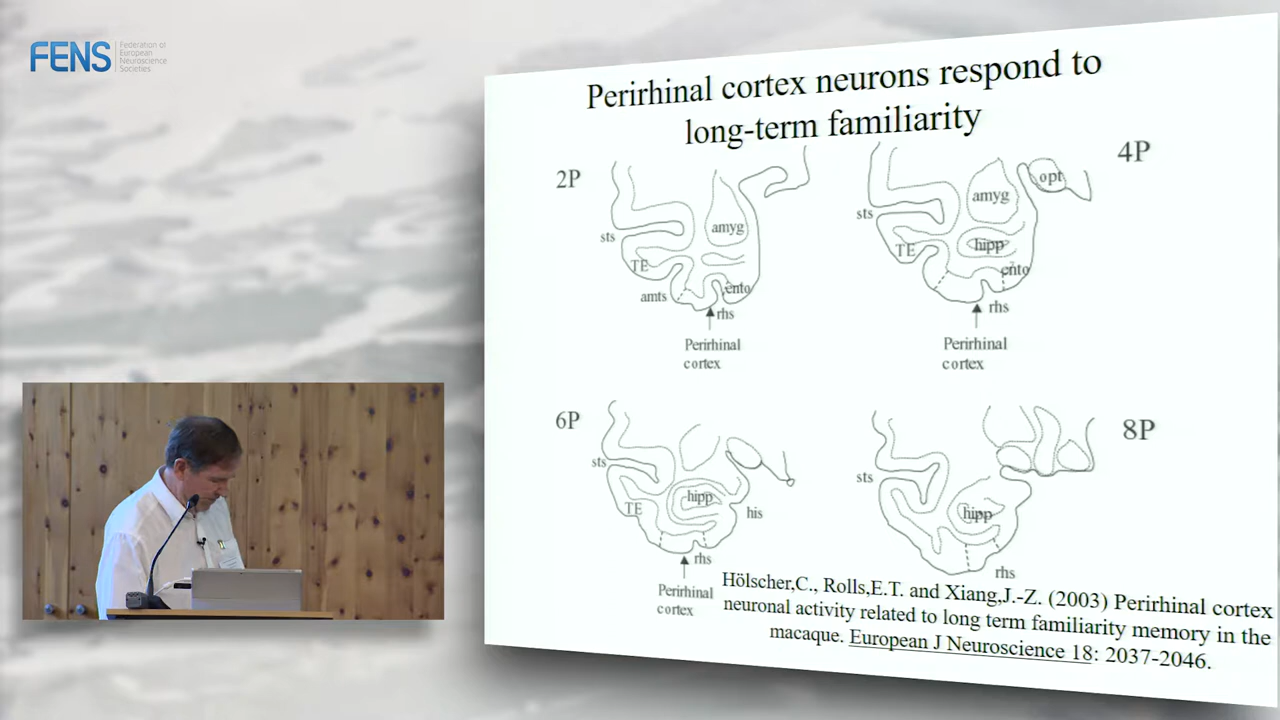 FENS
Federation of
European
Neuroscience
Societies
Perirhinal cortex neurons respond to
long-term familiarity
2P
sts
amyg
TE
amts
ento
rhs
Perirhinal
cortex
4P
opt
amyg
sts
TE
hipp
ento
rhs
Perirhinal
cortex
6P
sts
hipp
TE
his
rhs
Perirhinal
cortex
8P
sts
hipp
rhs
Hölscher,C., Rolls,E.T. and Xiang,J.-Z. (2003) Perirhinal cortex
neuronal activity related to long term familiarity memory in the
macaque. European J Neuroscience 18: 2037-2046.